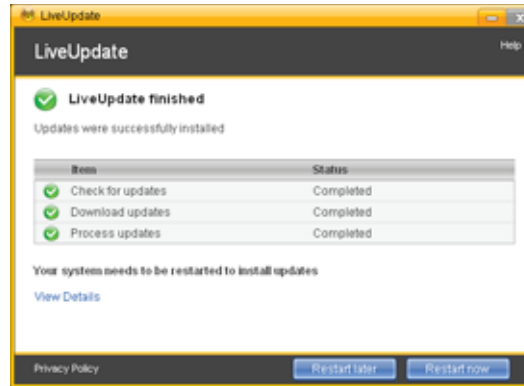 LiveUpdate
LiveUpdate
Help
LiveUpdate finished
Updates were successfully installed
Item Status
Check for updates Completed
Download updates Completed
Process updates Completed
Your system needs to be restarted to install updates
View Details
Privacy Policy Restart later Restart now